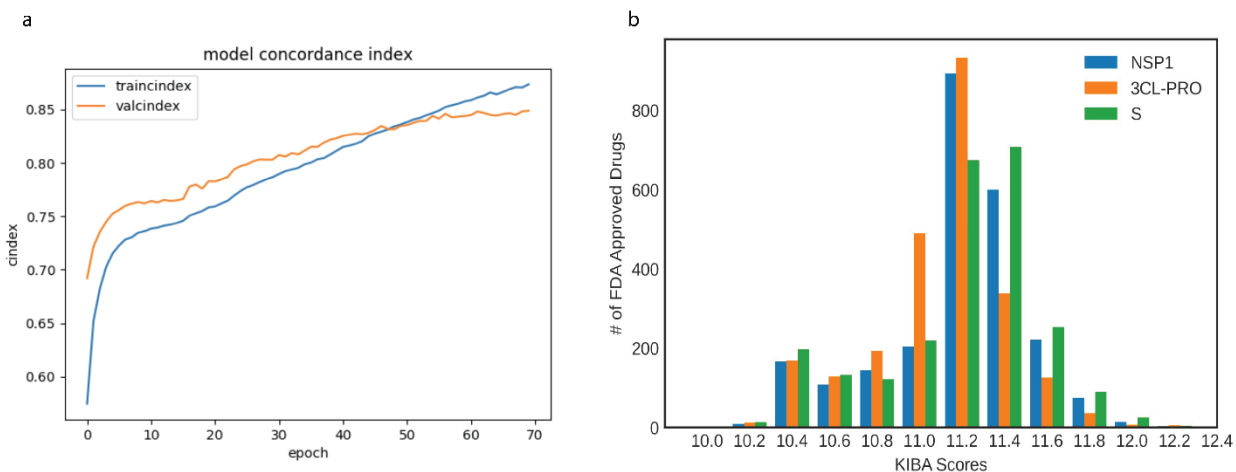 a
model concordance index
traincindex
valcindex
0.85
0.80
0.75
0.70
0.65
0.60
cindex
0 10 20 30 40 50 60 70
epoch
b
NSP1
3CL-PRO
S
800
600
400
200
0
# of FDA Approved Drugs
10.0 10.2 10.4 10.6 10.8 11.0 11.2 11.4 11.6 11.8 12.0 12.2 12.4
KIBA Scores